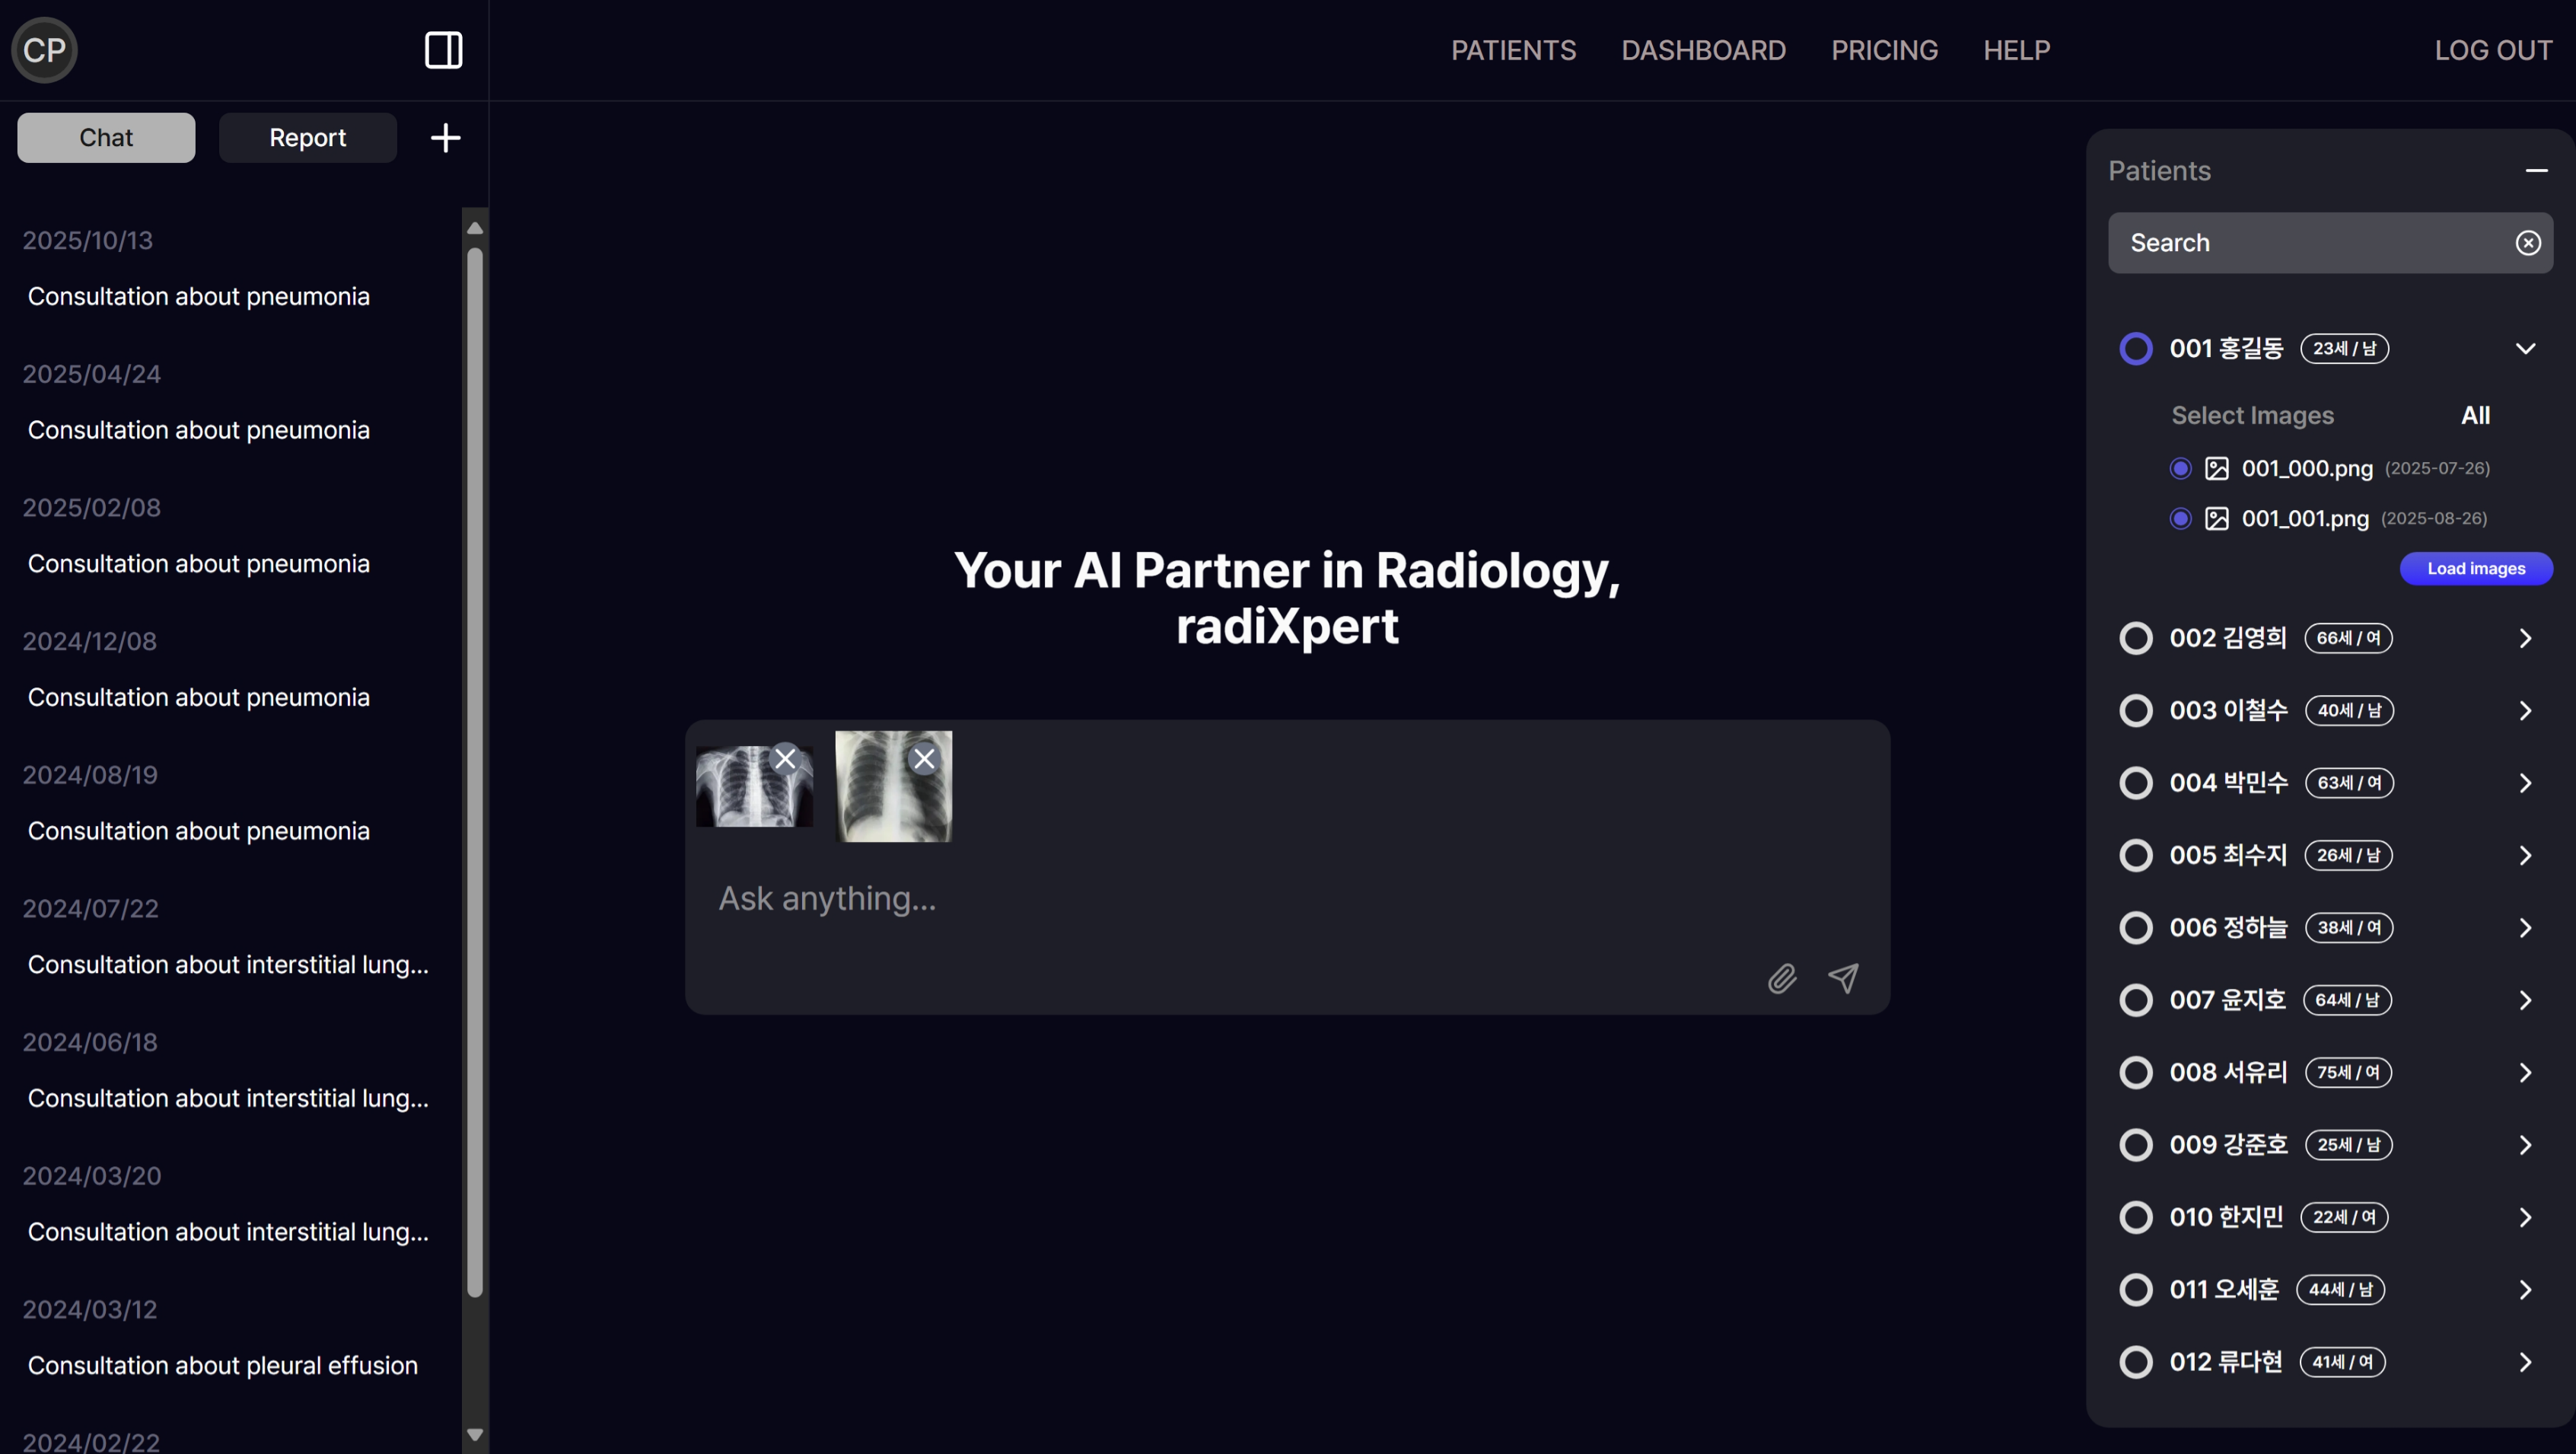 CP
PATIENTS DASHBOARD PRICING HELP LOG OUT
Chat Report
2025/10/13
Consultation about pneumonia
2025/04/24
Consultation about pneumonia
2025/02/08
Consultation about pneumonia
2024/12/08
Consultation about pneumonia
2024/08/19
Consultation about pneumonia
2024/07/22
Consultation about interstitial lung...
2024/06/18
Consultation about interstitial lung...
2024/03/20
Consultation about interstitial lung...
2024/03/12
Consultation about pleural effusion
2024/02/22
Your AI Partner in Radiology,
radiXpert
Ask anything...
Patients
Search
001 홍길동 23세 / 남
Select Images All
001_000.png (2025-07-26)
001_001.png (2025-08-26)
Load images
002 김영희 66세 / 여
003 이철수 40세 / 남
004 박민수 63세 / 여
005 최수지 26세 / 남
006 정하늘 38세 / 여
007 윤지호 64세 / 남
008 서유리 75세 / 여
009 강준호 25세 / 남
010 한지민 22세 / 여
011 오세훈 44세 / 남
012 류다현 41세 / 여